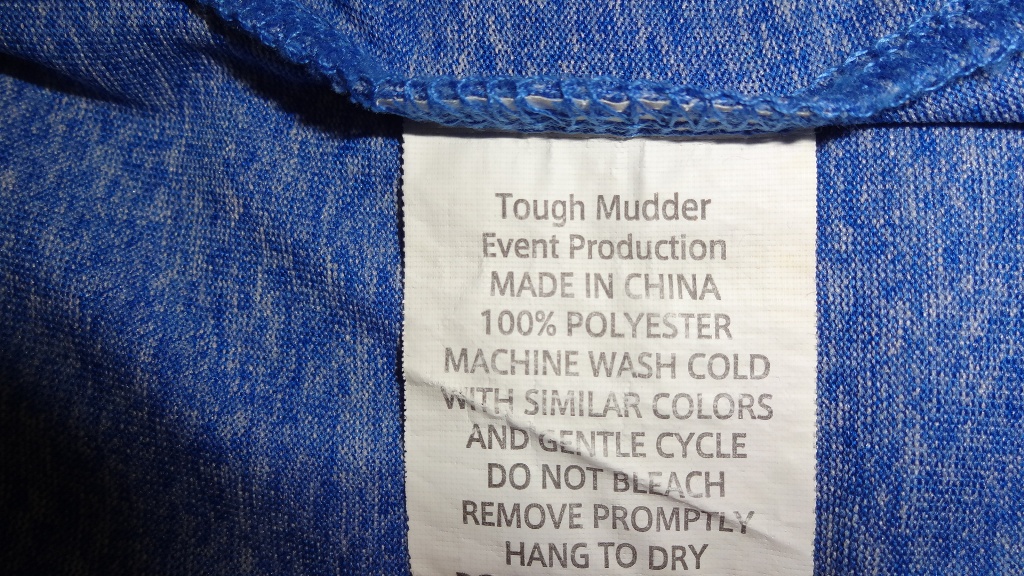 Tough Mudder
Event Production
MADE IN CHINA
100% POLYESTER
MACHINE WASH COLD
WITH SIMILAR COLORS
AND GENTLE CYCLE
DO NOT BLEACH
REMOVE PROMPTLY
HANG TO DRY